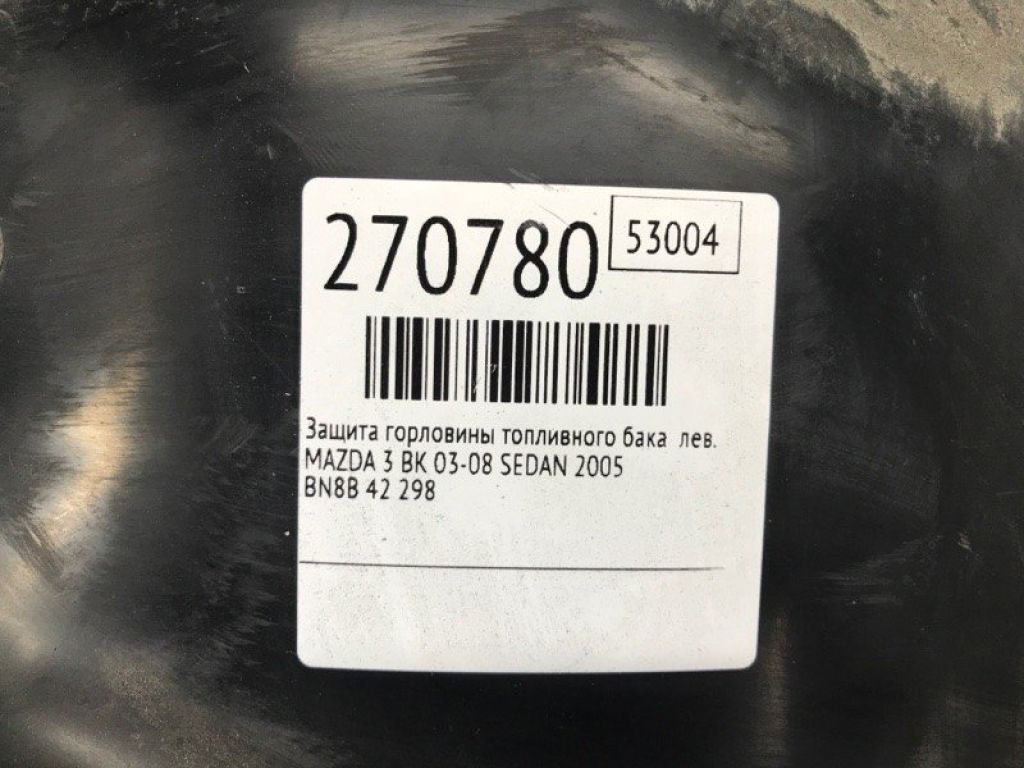 270780
53004
Защита горловины топливного бака лев.
MAZDA 3 BK 03-08 SEDAN 2005
BN8B 42 298